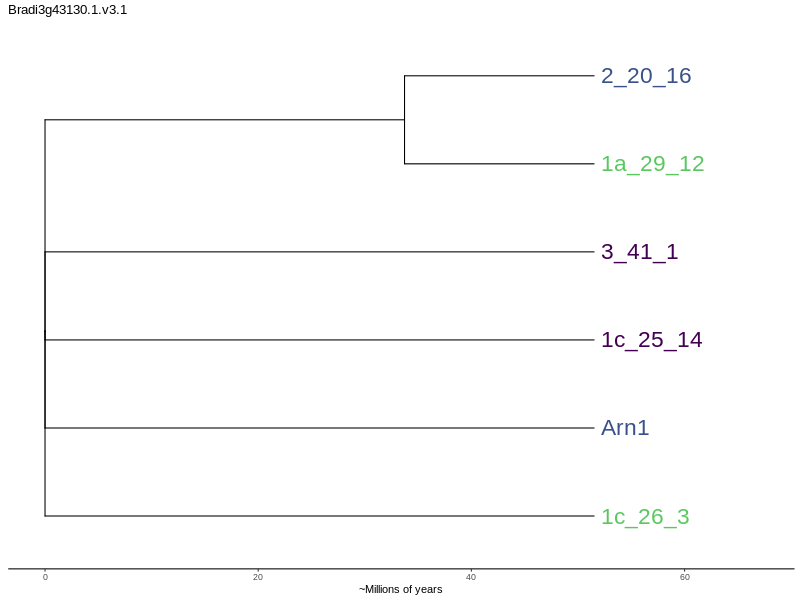 Bradi3g43130.1.v3.1
2_20_16
1a_29_12
3_41_1
1c_25_14
Arn1
1c_26_3
0 20 40 60
~Millions of years